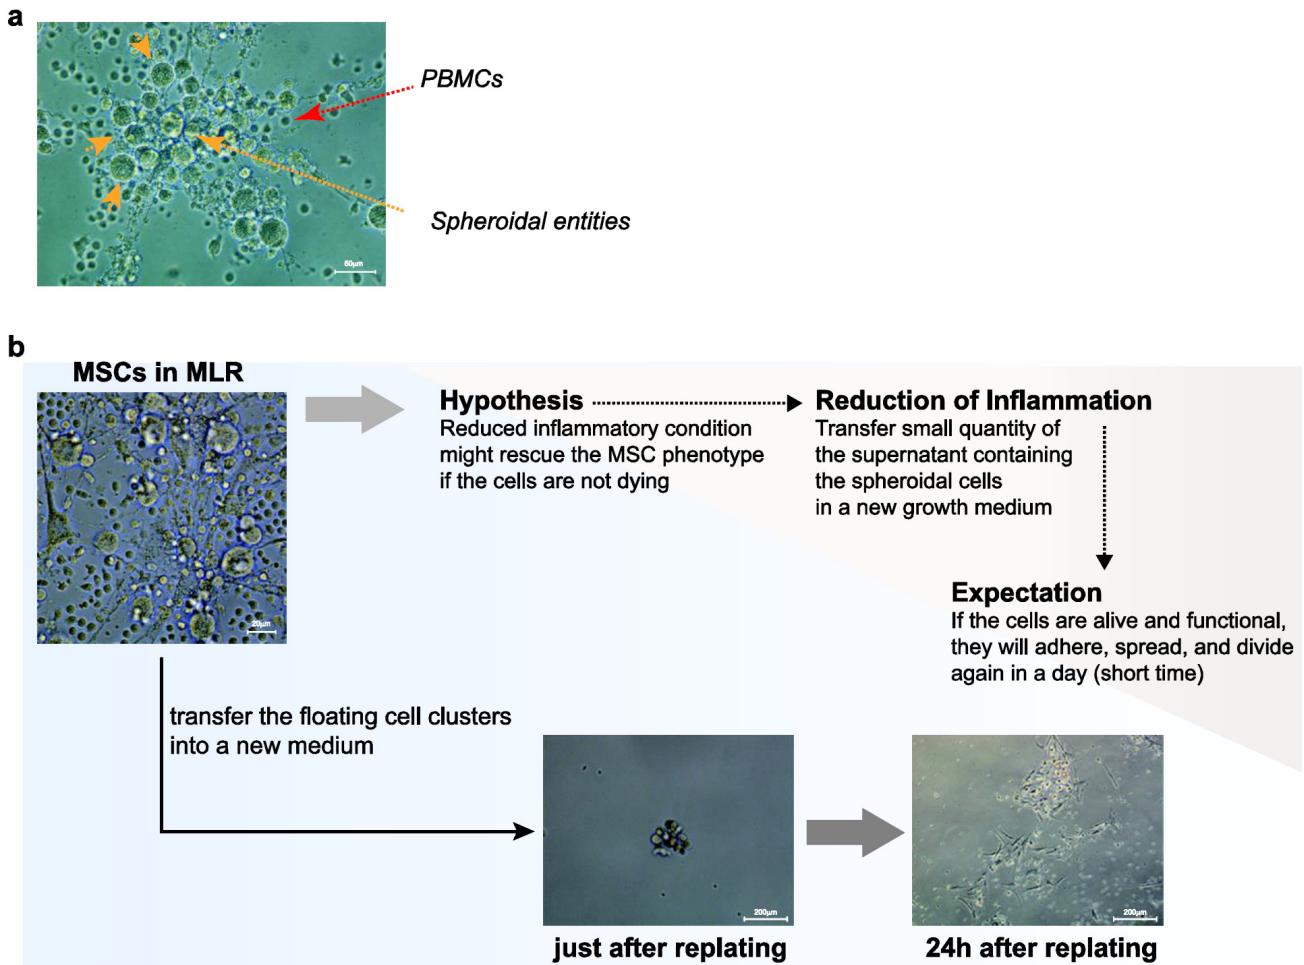 a
PBMCs
Spheroidal entities
50µm
b
MSCs in MLR
20µm
Hypothesis
Reduced inflammatory condition
might rescue the MSC phenotype
if the cells are not dying
Reduction of Inflammation
Transfer small quantity of
the supernatant containing
the spheroidal cells
in a new growth medium
Expectation
If the cells are alive and functional,
they will adhere, spread, and divide
again in a day (short time)
transfer the floating cell clusters
into a new medium
200µm
just after replating
200µm
24h after replating